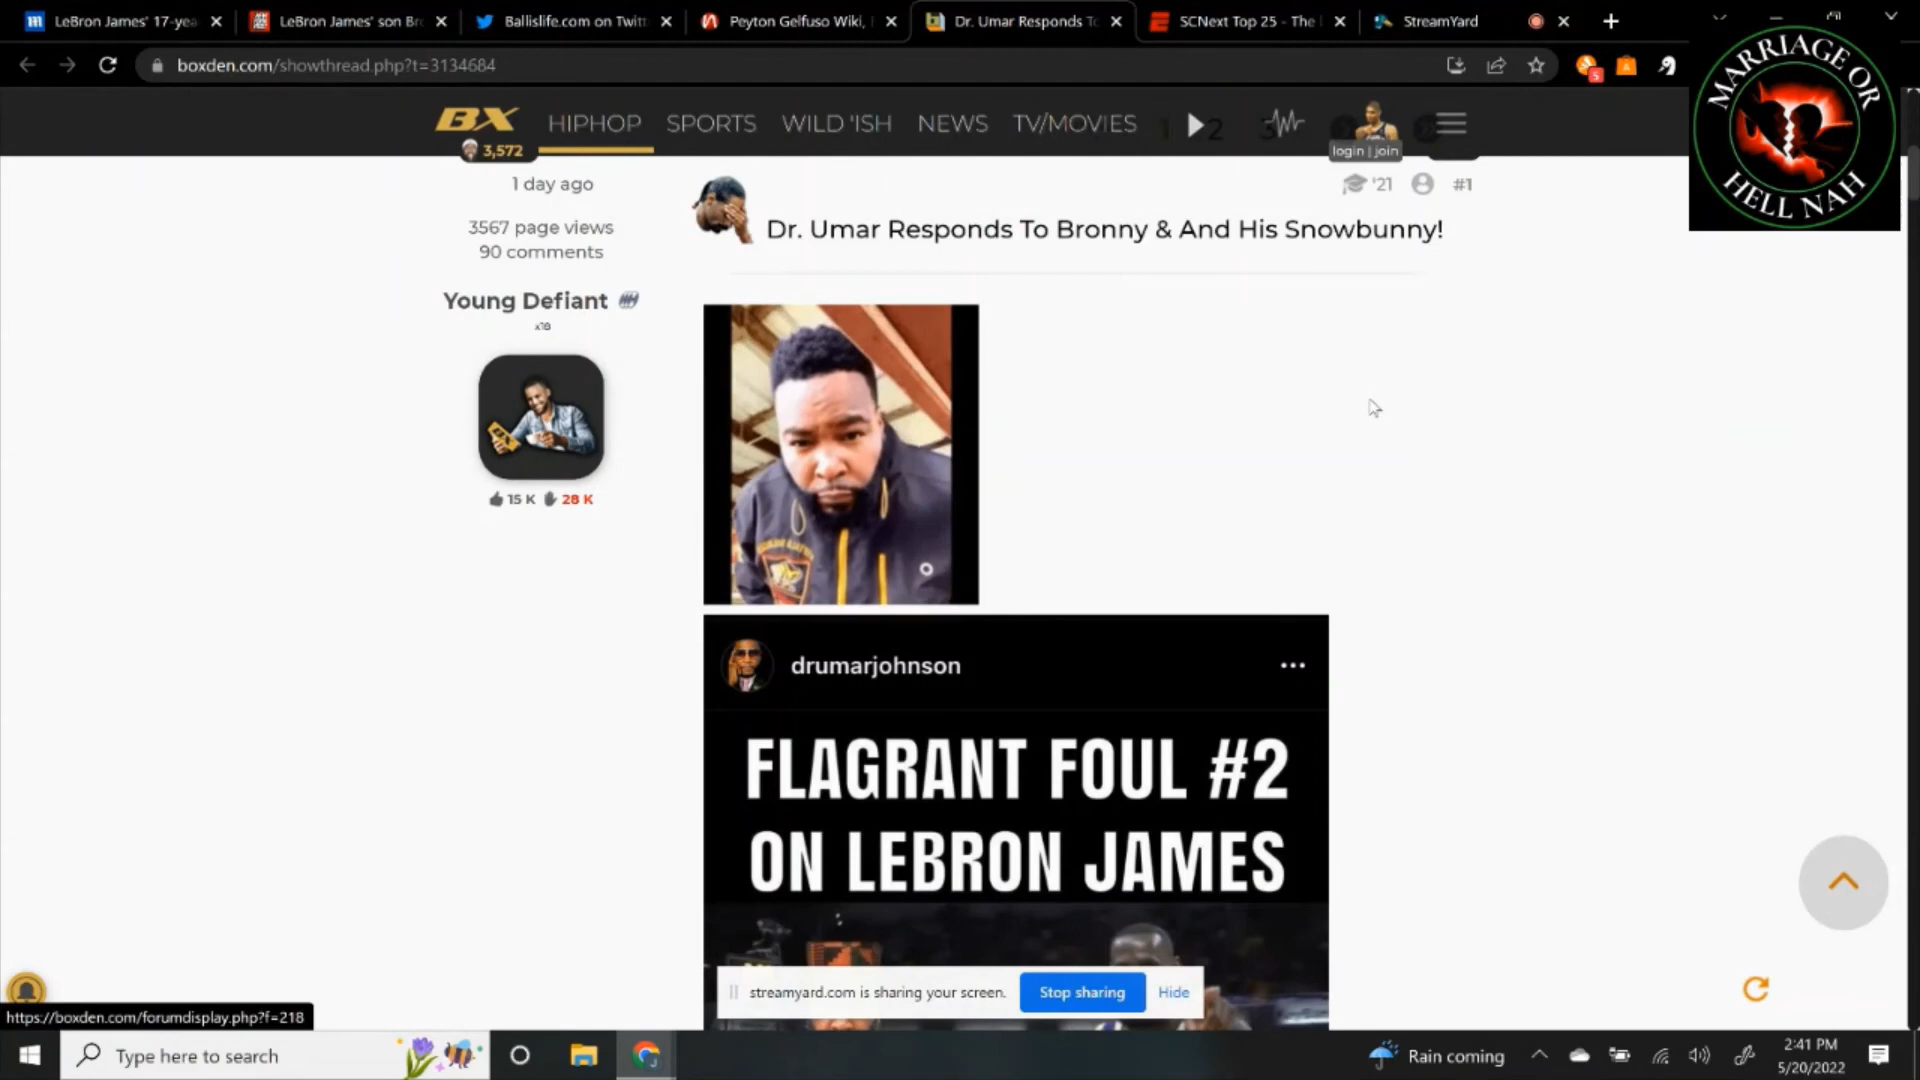 LeBron James' 17-yea
LeBron James' son Br
Ballislife.com on Twitt
Peyton Gelfuso Wiki,
Dr. Umar Responds To
SCNext Top 25 - The
StreamYard
boxden.com/showthread.php?t=3134684
5
MARRIAGE OR
HELL NAH
BX
HIPHOP
SPORTS
WILD 'ISH
NEWS
TV/MOVIES
1
2
3
login | join
3,572
1 day ago
'21
#1
3567 page views
90 comments
Dr. Umar Responds To Bronny & And His Snowbunny!
Young Defiant
x18
15 K
28 K
drumarjohnson
FLAGRANT FOUL #2
ON LEBRON JAMES
streamyard.com is sharing your screen.
Stop sharing
Hide
https://boxden.com/forumdisplay.php?f=218
Type here to search
Rain coming
2:41 PM
5/20/2022